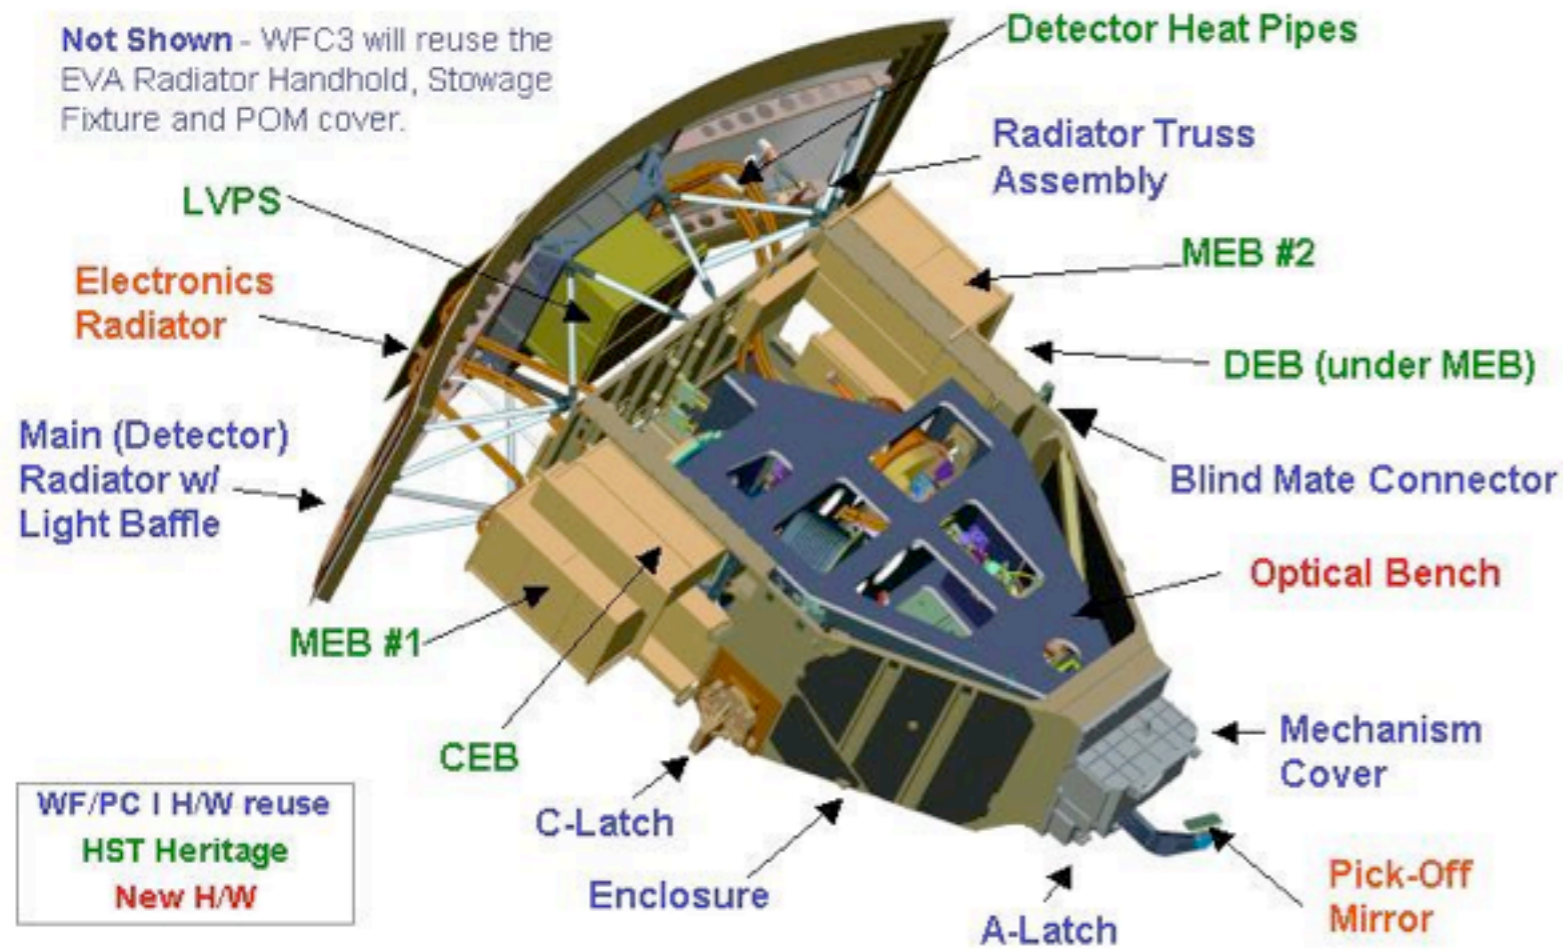 Not Shown - WFC3 will reuse the
EVA Radiator Handhold, Stowage
Fixture and POM cover.
Detector Heat Pipes
Radiator Truss
Assembly
LVPS
MEB #2
Electronics
Radiator
DEB (under MEB)
Main (Detector)
Radiator w/
Light Baffle
Blind Mate Connector
Optical Bench
MEB #1
CEB
Mechanism
Cover
C-Latch
Enclosure
A-Latch
Pick-Off
Mirror
WF/PC I H/W reuse
HST Heritage
New H/W